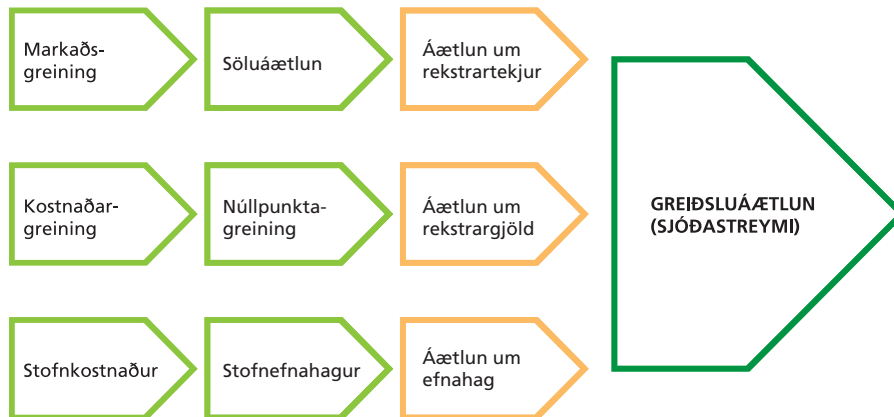 Markaðs-
greining
Söluáætlun
Áætlun um
rekstrartekjur
Kostnaðar-
greining
Núllpunkta-
greining
Áætlun um
rekstrargjöld
GREIÐSLUÁÆTLUN
(SJÓÐASTREYMI)
Stofnkostnaður
Stofnefnahagur
Áætlun um
efnahag